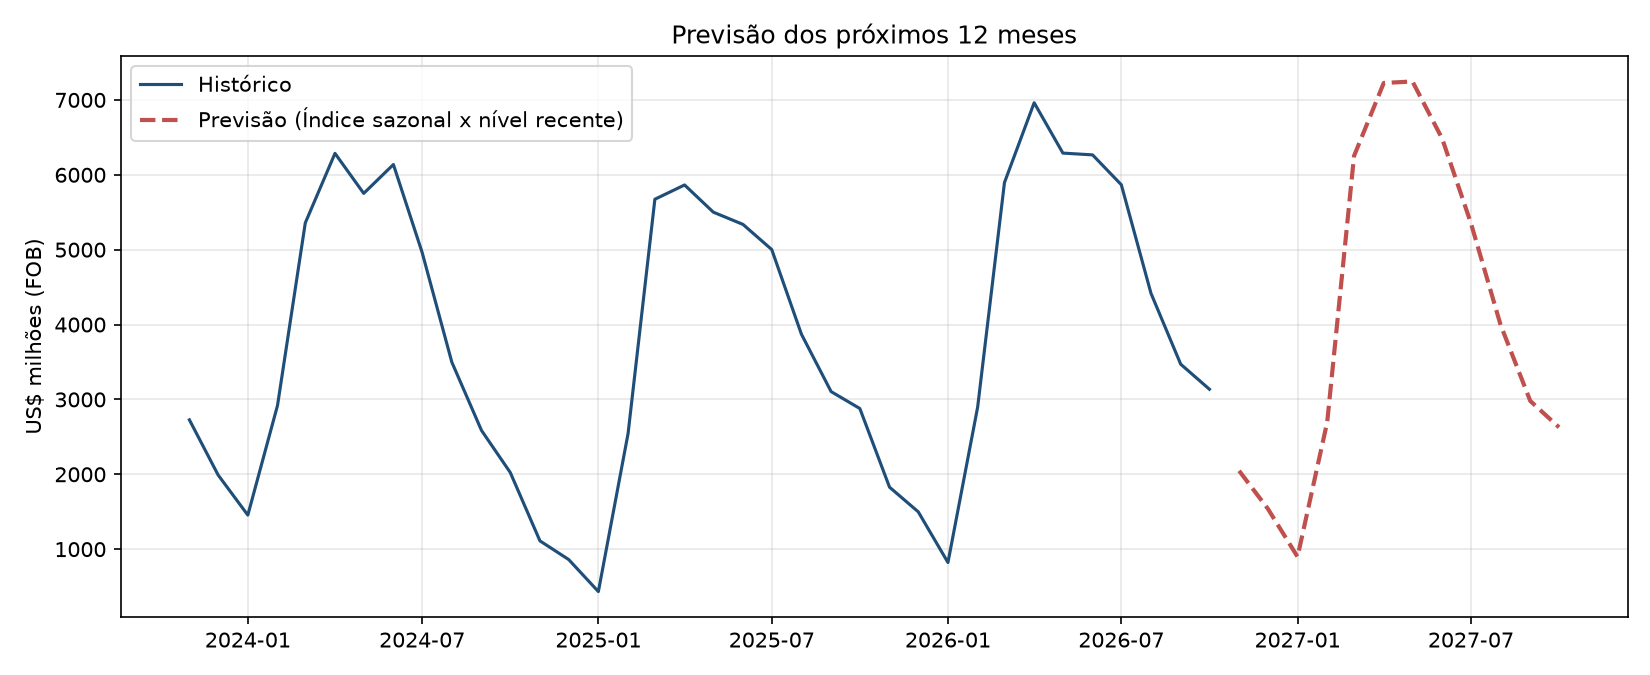 Previsão dos próximos 12 meses
Histórico
Previsão (Índice sazonal x nível recente)
US$ milhões (FOB)
7000
6000
5000
4000
3000
2000
1000
2024-01 2024-07 2025-01 2025-07 2026-01 2026-07 2027-01 2027-07